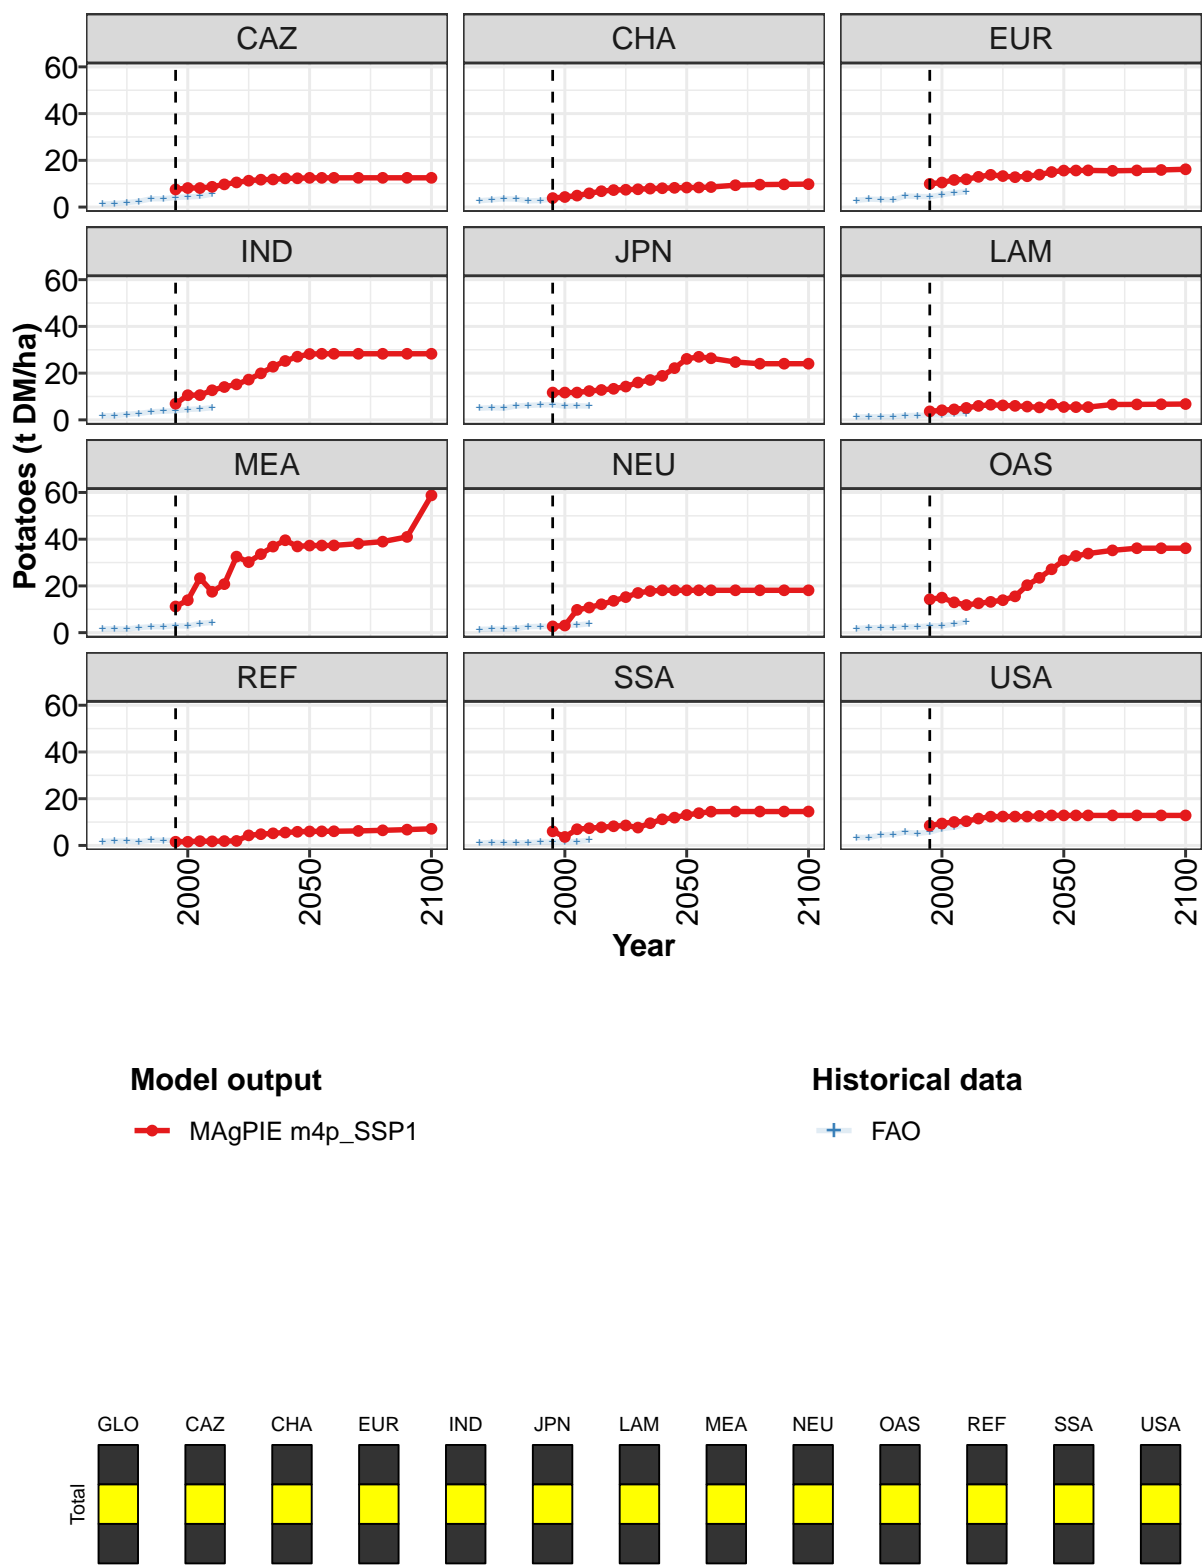 CAZ CHA EUR
60
40
20
0
IND JPN LAM
60
40
20
0
Potatoes (t DM/ha)
MEA NEU OAS
60
40
20
0
REF SSA USA
60
40
20
0
2000 2050 2100 2000 2050 2100 2000 2050 2100
Year
Model output
MAgPIE m4p_SSP1
Historical data
FAO
GLO CAZ CHA EUR IND JPN LAM MEA NEU OAS REF SSA USA
Total